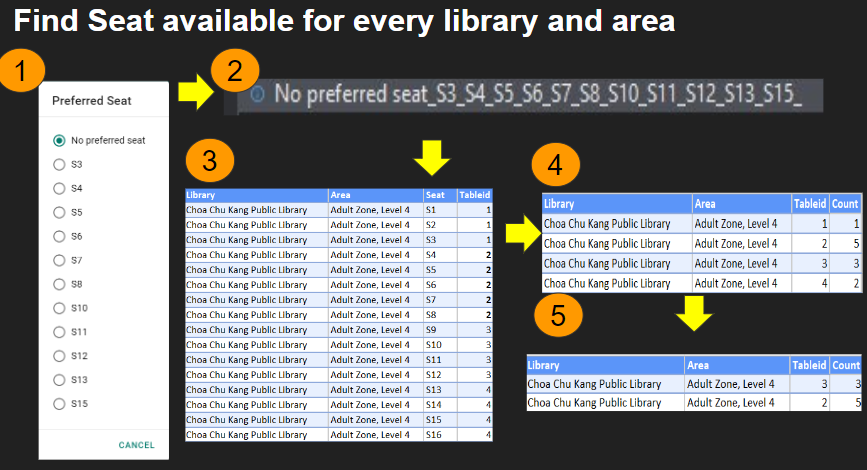 Find Seat available for every library and area
1
Preferred Seat
No preferred seat
S3
S4
S5
S6
S7
S8
S10
S11
S12
S13
S15
CANCEL
2
No preferred seat_S3_S4_S5_S6_S7_S8_S10_S11_S12_S13_S15_
3
Library Area Seat Tableid
Choa Chu Kang Public Library Adult Zone, Level 4 S1 1
Choa Chu Kang Public Library Adult Zone, Level 4 S2 1
Choa Chu Kang Public Library Adult Zone, Level 4 S3 1
Choa Chu Kang Public Library Adult Zone, Level 4 S4 2
Choa Chu Kang Public Library Adult Zone, Level 4 S5 2
Choa Chu Kang Public Library Adult Zone, Level 4 S6 2
Choa Chu Kang Public Library Adult Zone, Level 4 S7 2
Choa Chu Kang Public Library Adult Zone, Level 4 S8 2
Choa Chu Kang Public Library Adult Zone, Level 4 S9 3
Choa Chu Kang Public Library Adult Zone, Level 4 S10 3
Choa Chu Kang Public Library Adult Zone, Level 4 S11 3
Choa Chu Kang Public Library Adult Zone, Level 4 S12 3
Choa Chu Kang Public Library Adult Zone, Level 4 S13 4
Choa Chu Kang Public Library Adult Zone, Level 4 S14 4
Choa Chu Kang Public Library Adult Zone, Level 4 S15 4
Choa Chu Kang Public Library Adult Zone, Level 4 S16 4
4
Library Area Tableid Count
Choa Chu Kang Public Library Adult Zone, Level 4 1 1
Choa Chu Kang Public Library Adult Zone, Level 4 2 5
Choa Chu Kang Public Library Adult Zone, Level 4 3 3
Choa Chu Kang Public Library Adult Zone, Level 4 4 2
5
Library Area Tableid Count
Choa Chu Kang Public Library Adult Zone, Level 4 3 3
Choa Chu Kang Public Library Adult Zone, Level 4 2 5